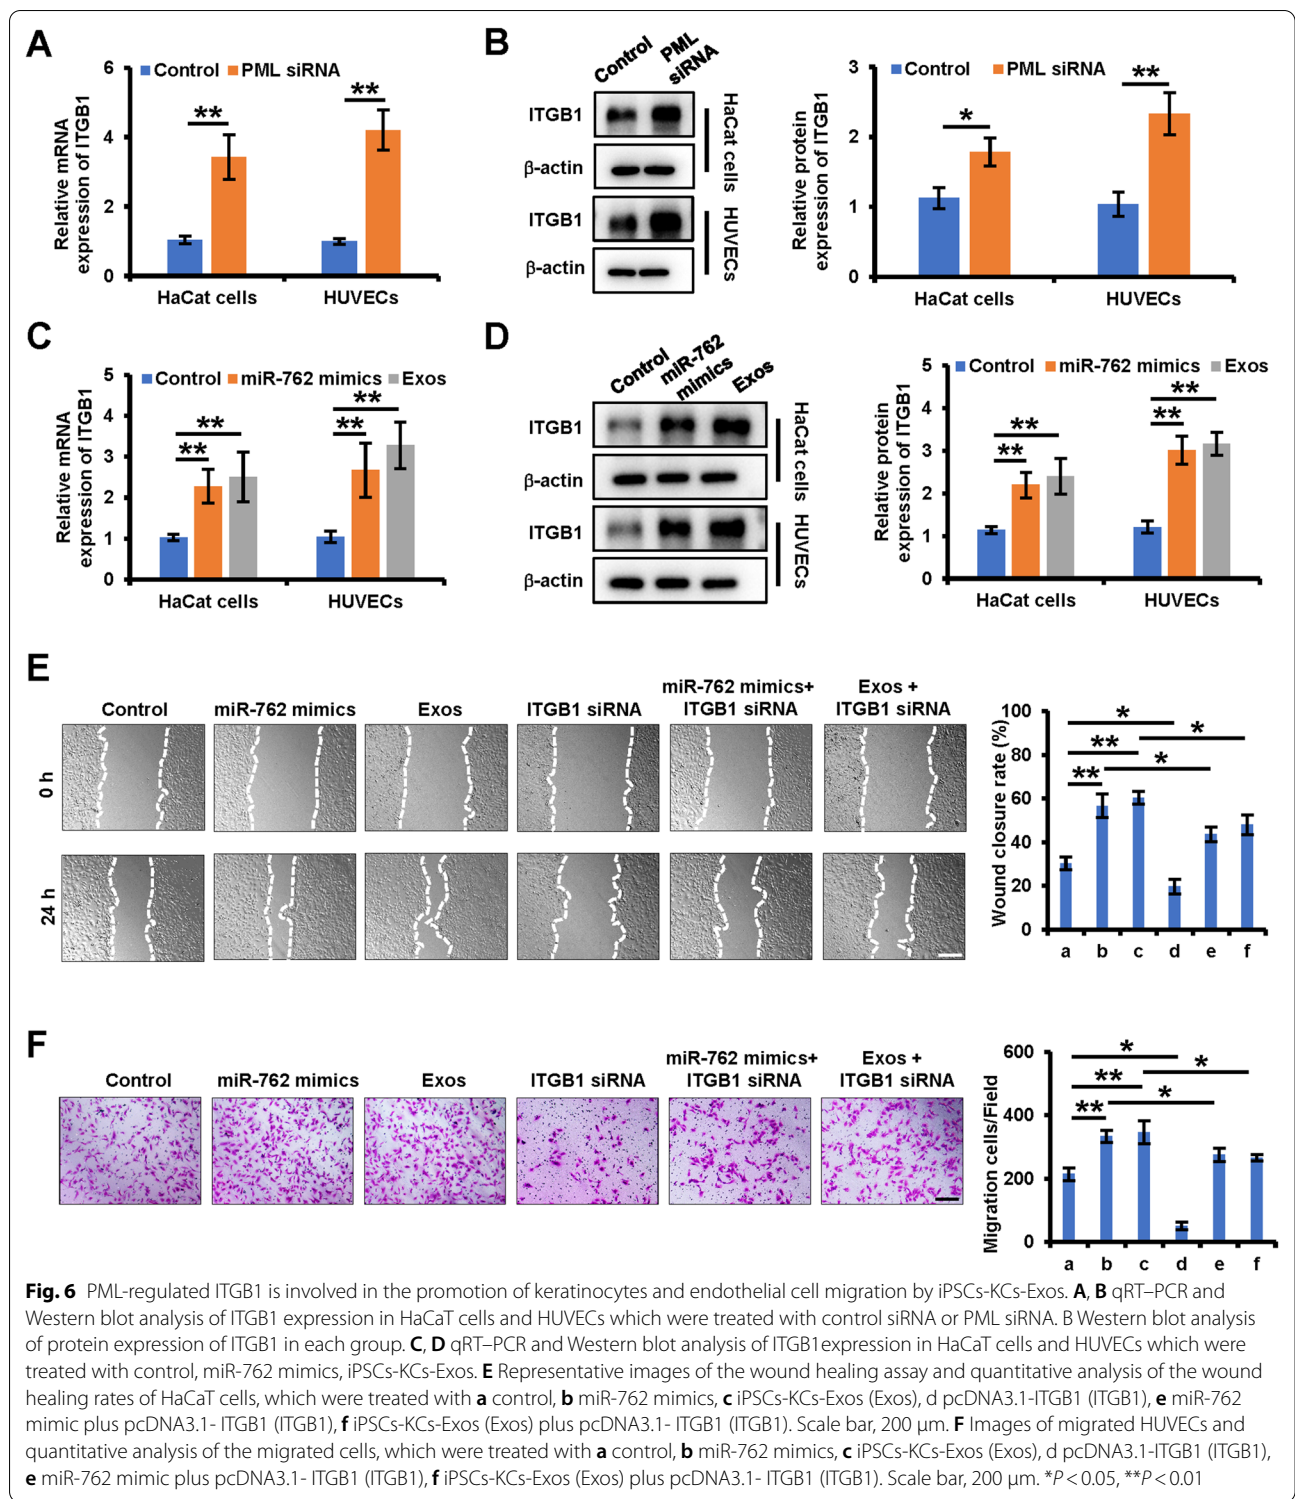 A
Relative mRNA
expression of ITGB1
6
4
2
0
Control PML siRNA
**
**
HaCat cells HUVECs
B
Control PML siRNA
ITGB1
β-actin
ITGB1
β-actin
HaCat cells
HUVECs
Relative protein
expression of ITGB1
3
2
1
0
Control PML siRNA
*
**
HaCat cells HUVECs
C
Relative mRNA
expression of ITGB1
5
4
3
2
1
0
Control miR-762 mimics Exos
**
**
**
**
HaCat cells HUVECs
D
Control miR-762 mimics Exos
ITGB1
β-actin
ITGB1
β-actin
HaCat cells
HUVECs
Relative protein
expression of ITGB1
5
4
3
2
1
0
Control miR-762 mimics Exos
**
**
**
**
HaCat cells HUVECs
E
Control miR-762 mimics Exos ITGB1 siRNA miR-762 mimics+ ITGB1 siRNA Exos + ITGB1 siRNA
0 h
24 h
Wound closure rate (%)
100
80
60
40
20
0
*
** *
** *
a b c d e f
F
Control miR-762 mimics Exos ITGB1 siRNA miR-762 mimics+ ITGB1 siRNA Exos + ITGB1 siRNA
Migration cells/Field
600
400
200
0
*
** *
** *
a b c d e f
Fig. 6 PML-regulated ITGB1 is involved in the promotion of keratinocytes and endothelial cell migration by iPSCs-KCs-Exos. A, B qRT–PCR and
Western blot analysis of ITGB1 expression in HaCaT cells and HUVECs which were treated with control siRNA or PML siRNA. B Western blot analysis
of protein expression of ITGB1 in each group. C, D qRT–PCR and Western blot analysis of ITGB1expression in HaCaT cells and HUVECs which were
treated with control, miR-762 mimics, iPSCs-KCs-Exos. E Representative images of the wound healing assay and quantitative analysis of the wound
healing rates of HaCaT cells, which were treated with a control, b miR-762 mimics, c iPSCs-KCs-Exos (Exos), d pcDNA3.1-ITGB1 (ITGB1), e miR-762
mimic plus pcDNA3.1- ITGB1 (ITGB1), f iPSCs-KCs-Exos (Exos) plus pcDNA3.1- ITGB1 (ITGB1). Scale bar, 200 µm. F Images of migrated HUVECs and
quantitative analysis of the migrated cells, which were treated with a control, b miR-762 mimics, c iPSCs-KCs-Exos (Exos), d pcDNA3.1-ITGB1 (ITGB1),
e miR-762 mimic plus pcDNA3.1- ITGB1 (ITGB1), f iPSCs-KCs-Exos (Exos) plus pcDNA3.1- ITGB1 (ITGB1). Scale bar, 200 µm. *P < 0.05, **P < 0.01